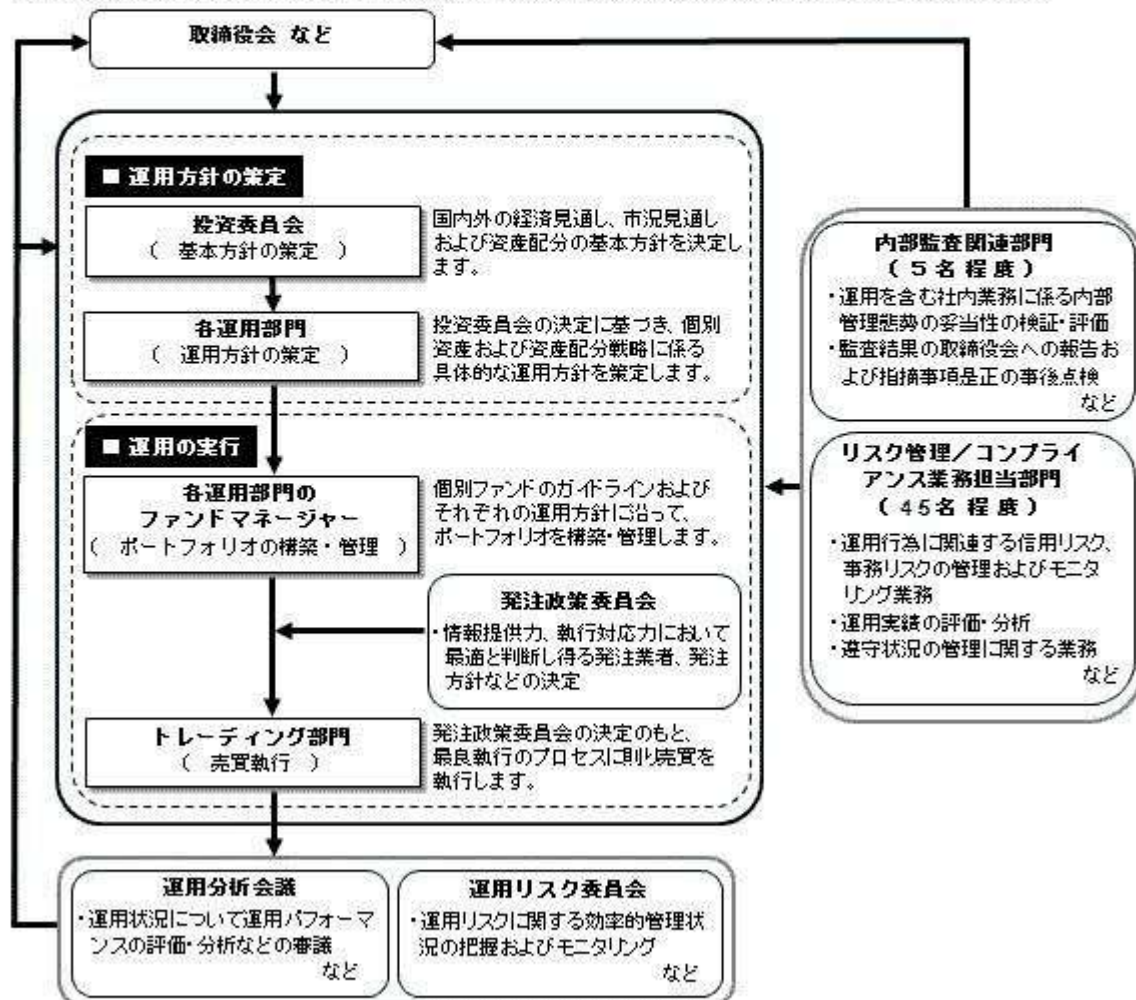 取締役会 など
■ 運用方針の策定
投資委員会
( 基本方針の策定 )
国内外の経済見通し、市況見通し
および資産配分の基本方針を決定し
ます。
各運用部門
( 運用方針の策定 )
投資委員会の決定に基づき、個別
資産および資産配分戦略に係る
具体的な運用方針を策定します。
■ 運用の実行
各運用部門の
ファンドマネージャー
( ポートフォリオの構築・管理 )
個別ファンドのガイドラインおよび
それぞれの運用方針に沿って、
ポートフォリオを構築・管理します。
発注政策委員会
・情報提供力、執行対応力において
最適と判断し得る発注業者、発注
方針などの決定
トレーディング部門
( 売買執行 )
発注政策委員会の決定のもと、
最良執行のプロセスに則り売買を
執行します。
運用分析会議
・運用状況について運用パフォーマ
ンスの評価・分析などの審議
など
運用リスク委員会
・運用リスクに関する効率的管理状
況の把握およびモニタリング
など
内部監査関連部門
( 5名程度 )
・運用を含む社内業務に係る内部
管理態勢の妥当性の検証・評価
・監査結果の取締役会への報告お
よび指摘事項是正の事後点検
など
リスク管理/コンプライ
アンス業務担当部門
( 45名程度 )
・運用行為に関連する信用リスク、
事務リスクの管理およびモニタ
リング業務
・運用実績の評価・分析
・遵守状況の管理に関する業務
など